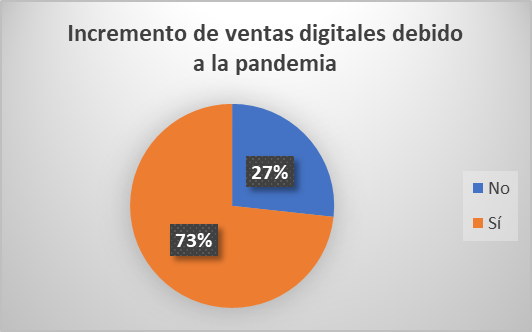 Incremento de ventas digitales debido
a la pandemia
27%
73%
No
Sí